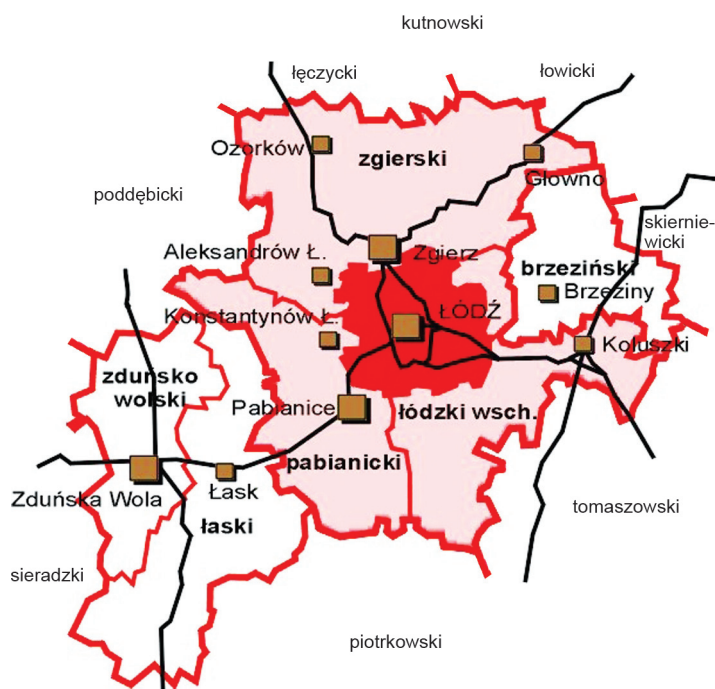 kutnowski
łęczycki
łowicki
Ozorków
zgierski
Głowno
poddębicki
skiernie-
wicki
Aleksandrów Ł.
Zgierz
brzeziński
Brzeziny
Konstantynów Ł.
ŁÓDŹ
Koluszki
zduńsko
wolski
Pabianice
łódzki wsch.
pabianicki
Zduńska Wola
Łask
łaski
tomaszowski
sieradzki
piotrkowski